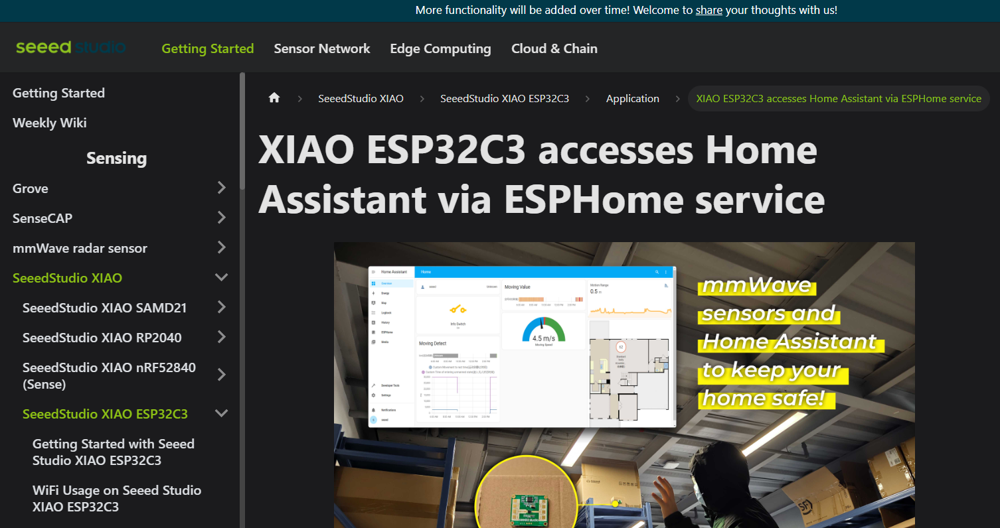 More functionality will be added over time! Welcome to share your thoughts with us!
seeed studio
Getting Started
Sensor Network
Edge Computing
Cloud & Chain
Getting Started
Weekly Wiki
Sensing
Grove
SenseCAP
mmWave radar sensor
SeeedStudio XIAO
SeeedStudio XIAO SAMD21
SeeedStudio XIAO RP2040
SeeedStudio XIAO nRF52840
(Sense)
SeeedStudio XIAO ESP32C3
Getting Started with Seeed
Studio XIAO ESP32C3
WiFi Usage on Seeed Studio
XIAO ESP32C3
SeeedStudio XIAO
SeeedStudio XIAO ESP32C3
Application
XIAO ESP32C3 accesses Home Assistant via ESPHome service
XIAO ESP32C3 accesses Home
Assistant via ESPHome service
Home Assistant
Overview
Energy
Map
Logbook
History
ESPHome
Media
Developer Tools
Settings
Notifications
seeed
Home
seeed
Unknown
Info Switch
Moving Detect
Moving Value
4.5 m/s
Moving Speed
Motion Range
0.5 m
mmWave
sensors and
Home Assistant
to keep your
home safe!